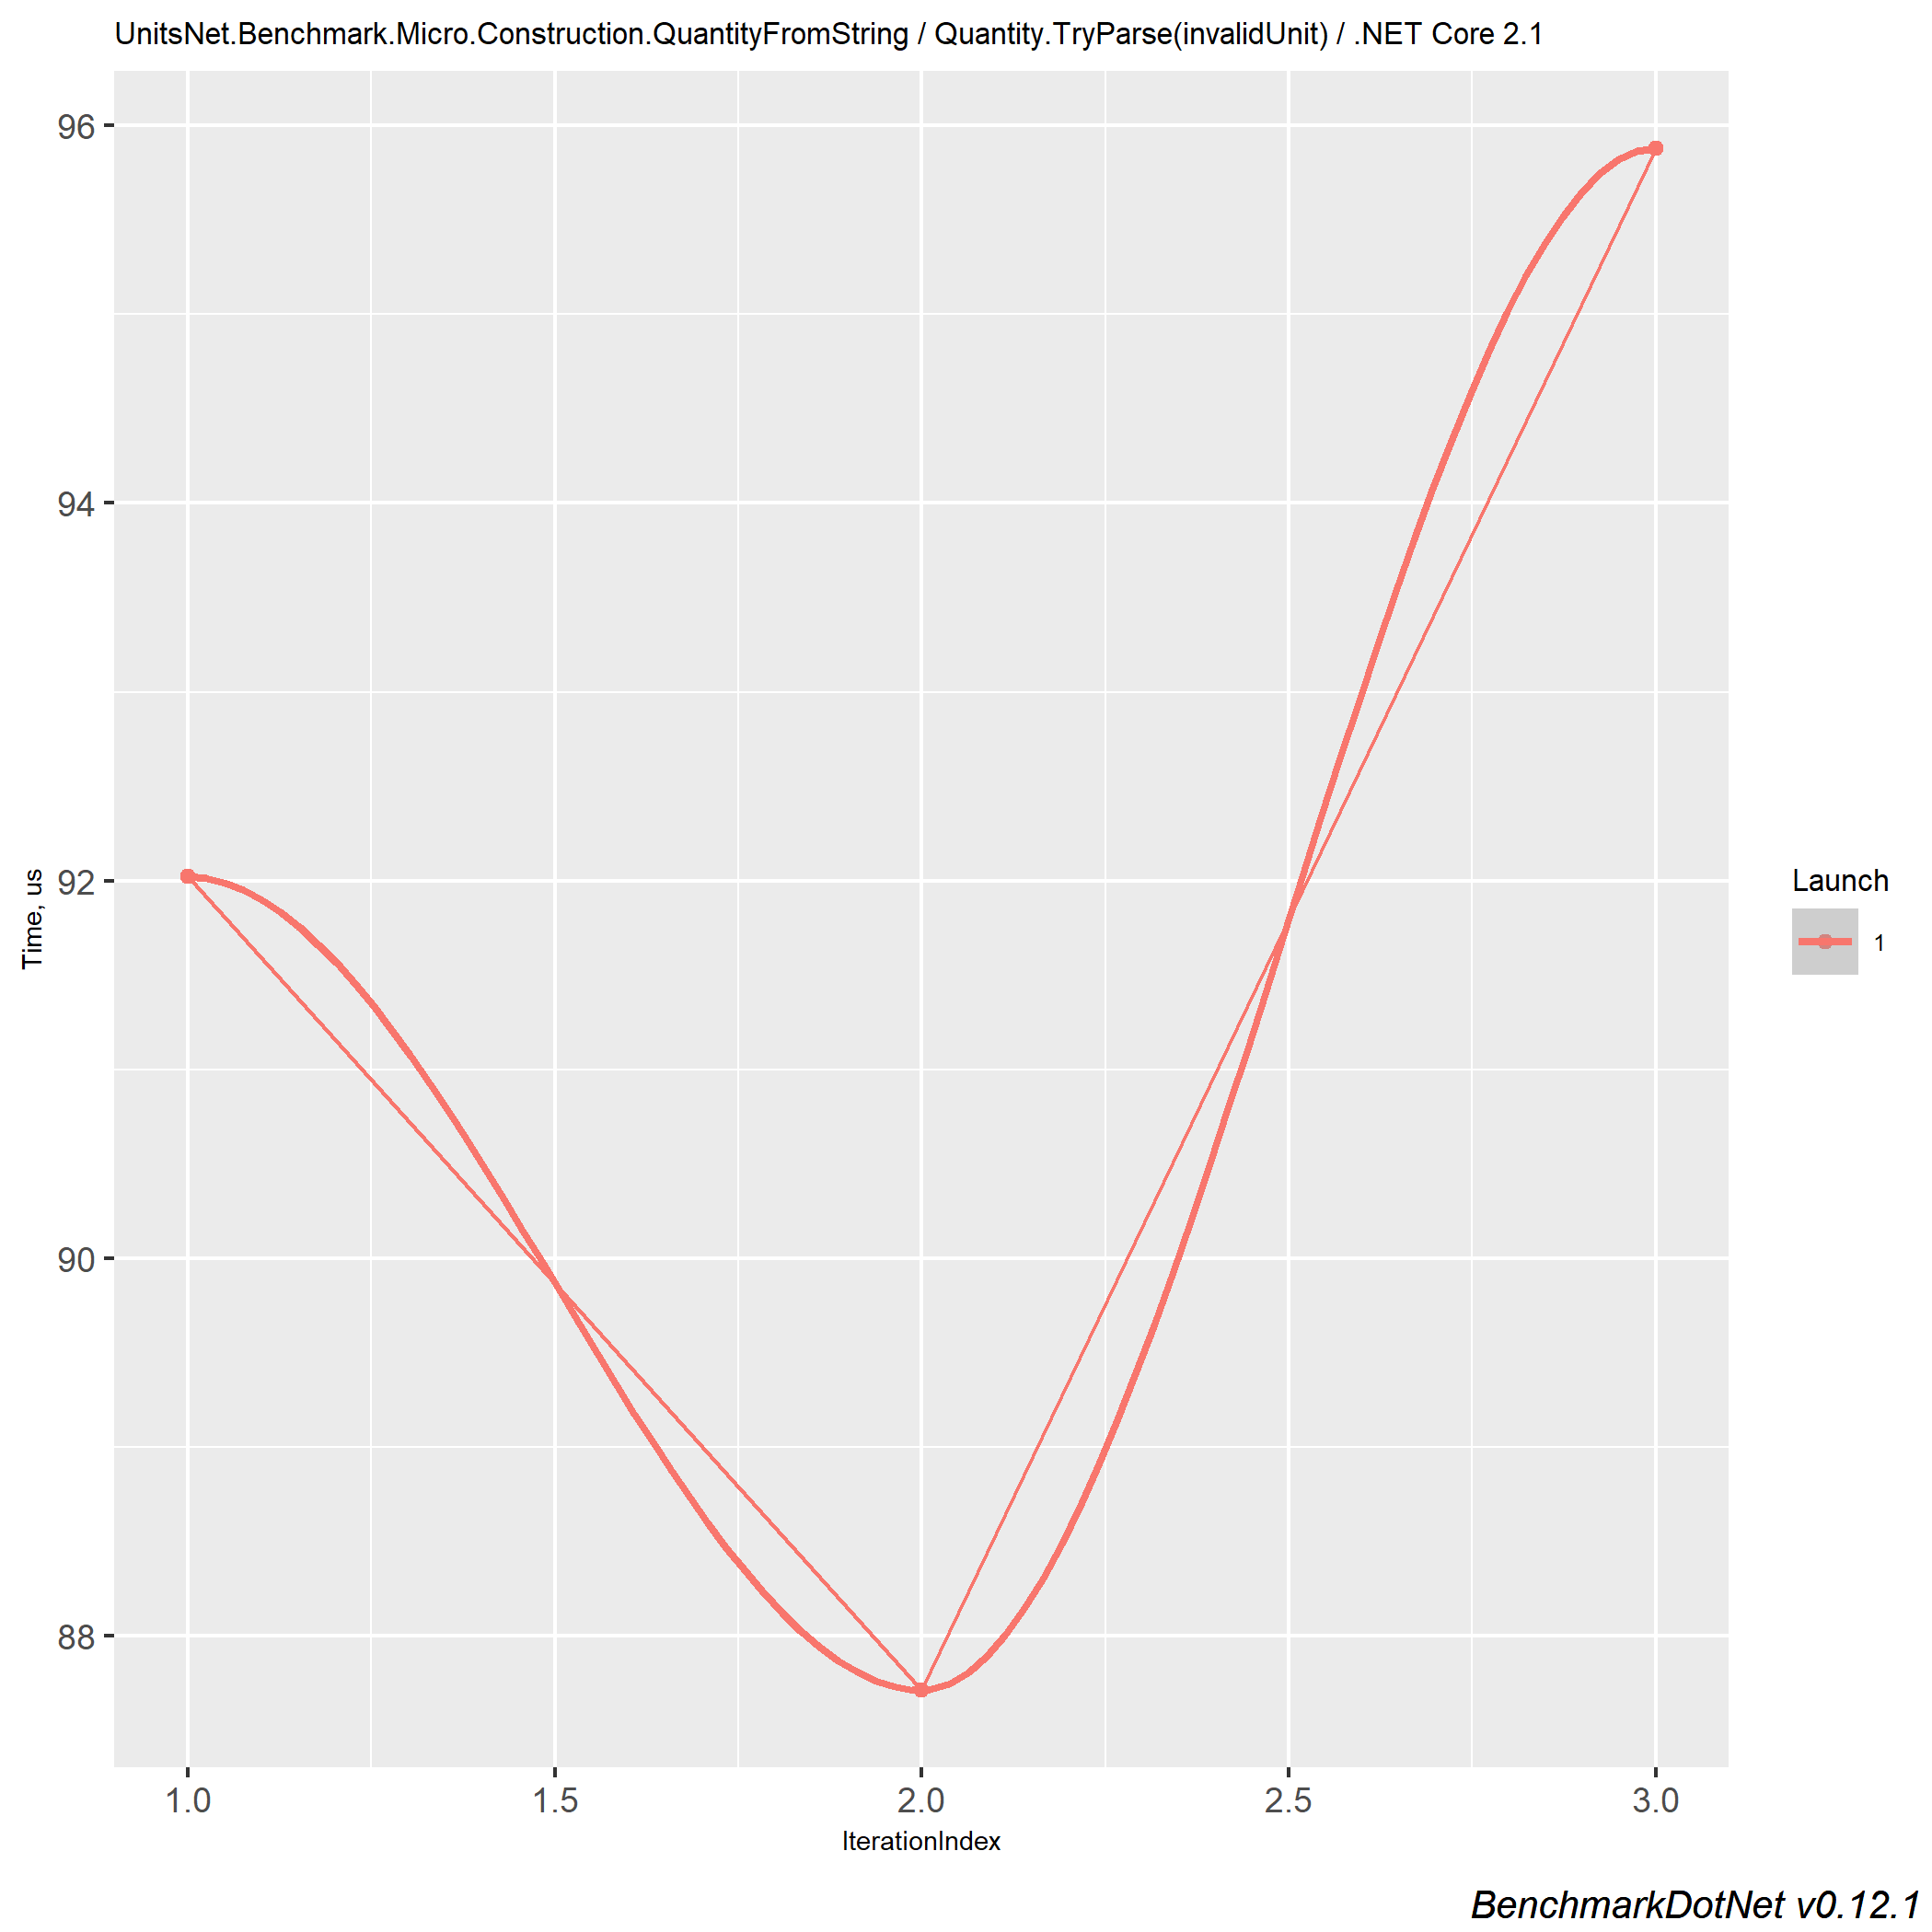 UnitsNet.Benchmark.Micro.Construction.QuantityFromString / Quantity.TryParse(invalidUnit) / .NET Core 2.1
96
94
92
90
88
Time, us
1.0 1.5 2.0 2.5 3.0
IterationIndex
Launch
1
BenchmarkDotNet v0.12.1